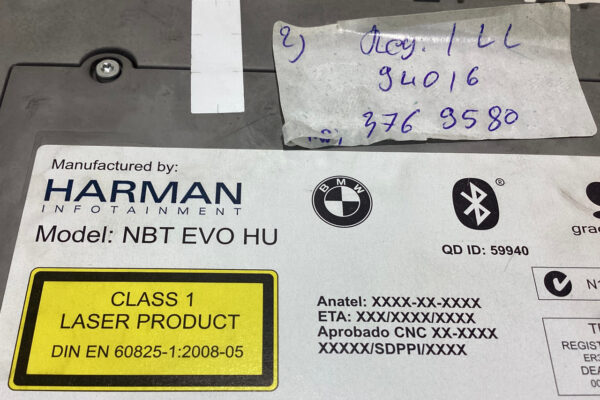 2)
/ LL
94016
376 9580
Manufactured by:
HARMAN
INFOTAINMENT
Model: NBT EVO HU
BMW
®
QD ID: 59940
CLASS 1
LASER PRODUCT
DIN EN 60825-1:2008-05
Anatel: XXXX-XX-XXXX
ETA: XXX/XXXX/XXXX
Aprobado CNC XX-XXXX
XXXXX/SDPPI/XXXX